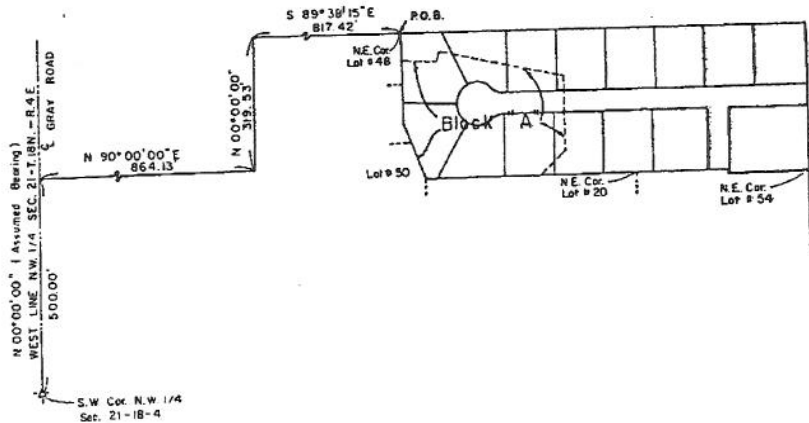 S 89°38'15"E
817.42'
P.O.B.
N.E. Cor.
Lot # 48
N 00°00'00"
319.53'
N 90°00'00"E
864.13'
Block "A"
Lot # 50
N.E. Cor.
Lot # 20
N.E. Cor.
Lot # 54
N 00°00'00" ( Assumed Bearing )
WEST LINE N.W. 1/4 SEC. 21-T.18N.-R.4E
500.00'
℄ GRAY ROAD
S.W. Cor. N.W. 1/4
Sec. 21-18-4